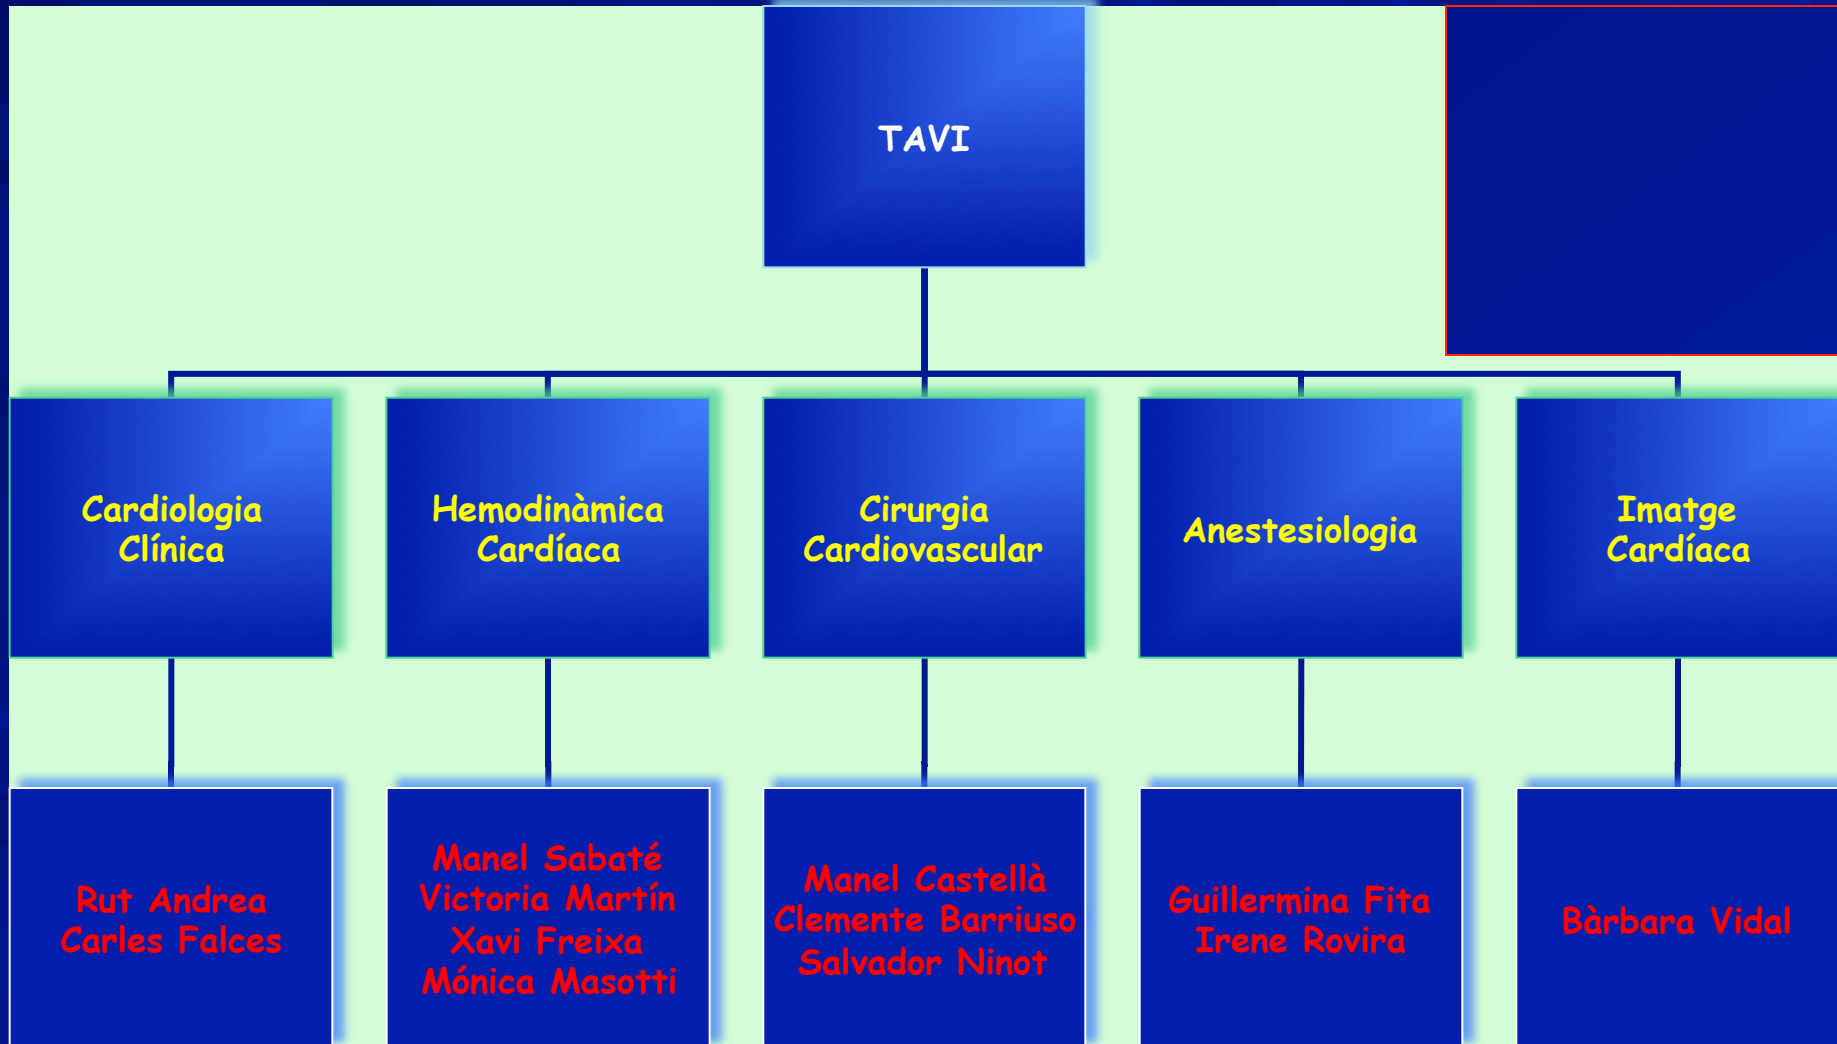 TAVI
Cardiologia
Clínica
Hemodinàmica
Cardíaca
Cirurgia
Cardiovascular
Anestesiologia
Imatge
Cardíaca
Rut Andrea
Carles Falces
Manel Sabaté
Victoria Martín
Xavi Freixa
Mónica Masotti
Manel Castellà
Clemente Barriuso
Salvador Ninot
Guillermina Fita
Irene Rovira
Bàrbara Vidal